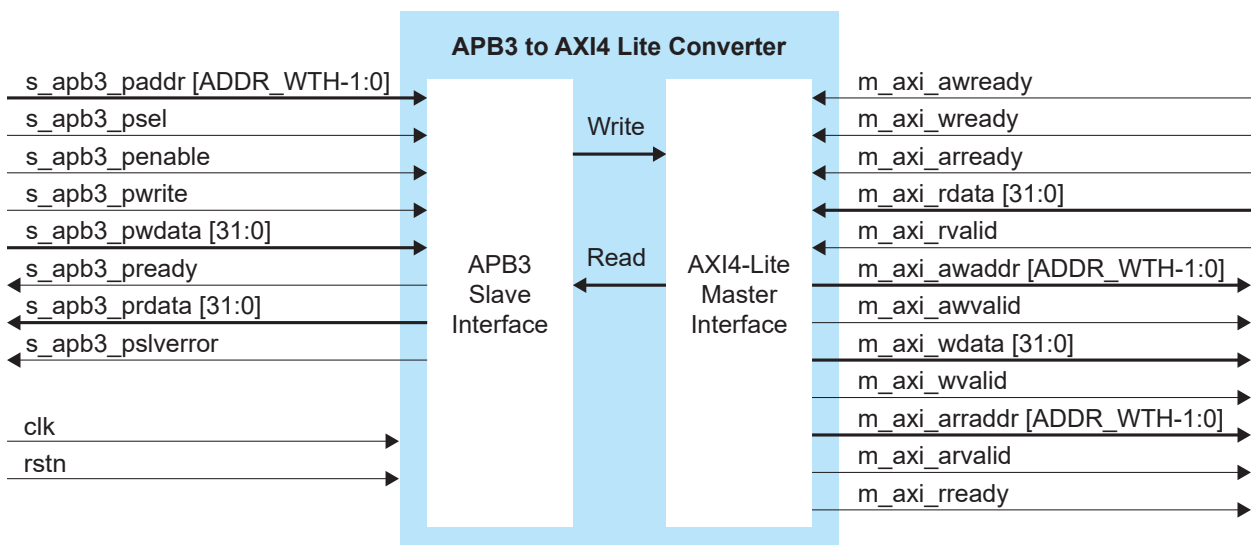 APB3 to AXI4 Lite Converter
s_apb3_paddr [ADDR_WTH-1:0]
s_apb3_psel
s_apb3_penable
s_apb3_pwrite
s_apb3_pwdata [31:0]
s_apb3_pready
s_apb3_prdata [31:0]
s_apb3_pslverror
clk
rstn
APB3
Slave
Interface
Write
Read
AXI4-Lite
Master
Interface
m_axi_awready
m_axi_wready
m_axi_arready
m_axi_rdata [31:0]
m_axi_rvalid
m_axi_awaddr [ADDR_WTH-1:0]
m_axi_awvalid
m_axi_wdata [31:0]
m_axi_wvalid
m_axi_arraddr [ADDR_WTH-1:0]
m_axi_arvalid
m_axi_rready